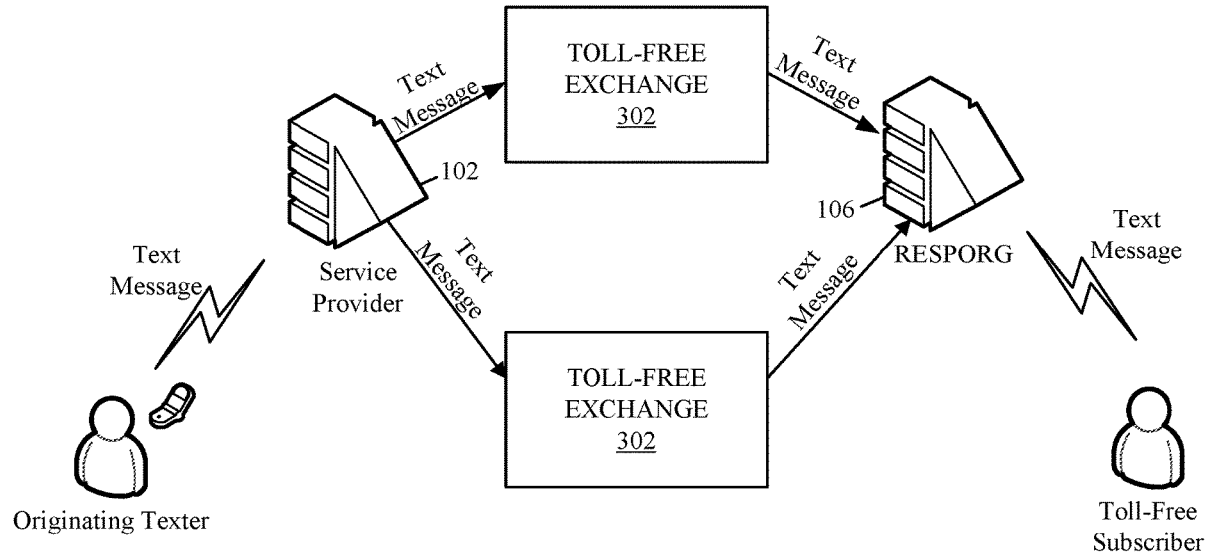 TOLL-FREE
EXCHANGE
302
Text
Message
Text
Message
102
106
Text
Message
Service
Provider
Text
Message
Text
Message
RESPORG
Text
Message
TOLL-FREE
EXCHANGE
302
Originating Texter
Toll-Free
Subscriber